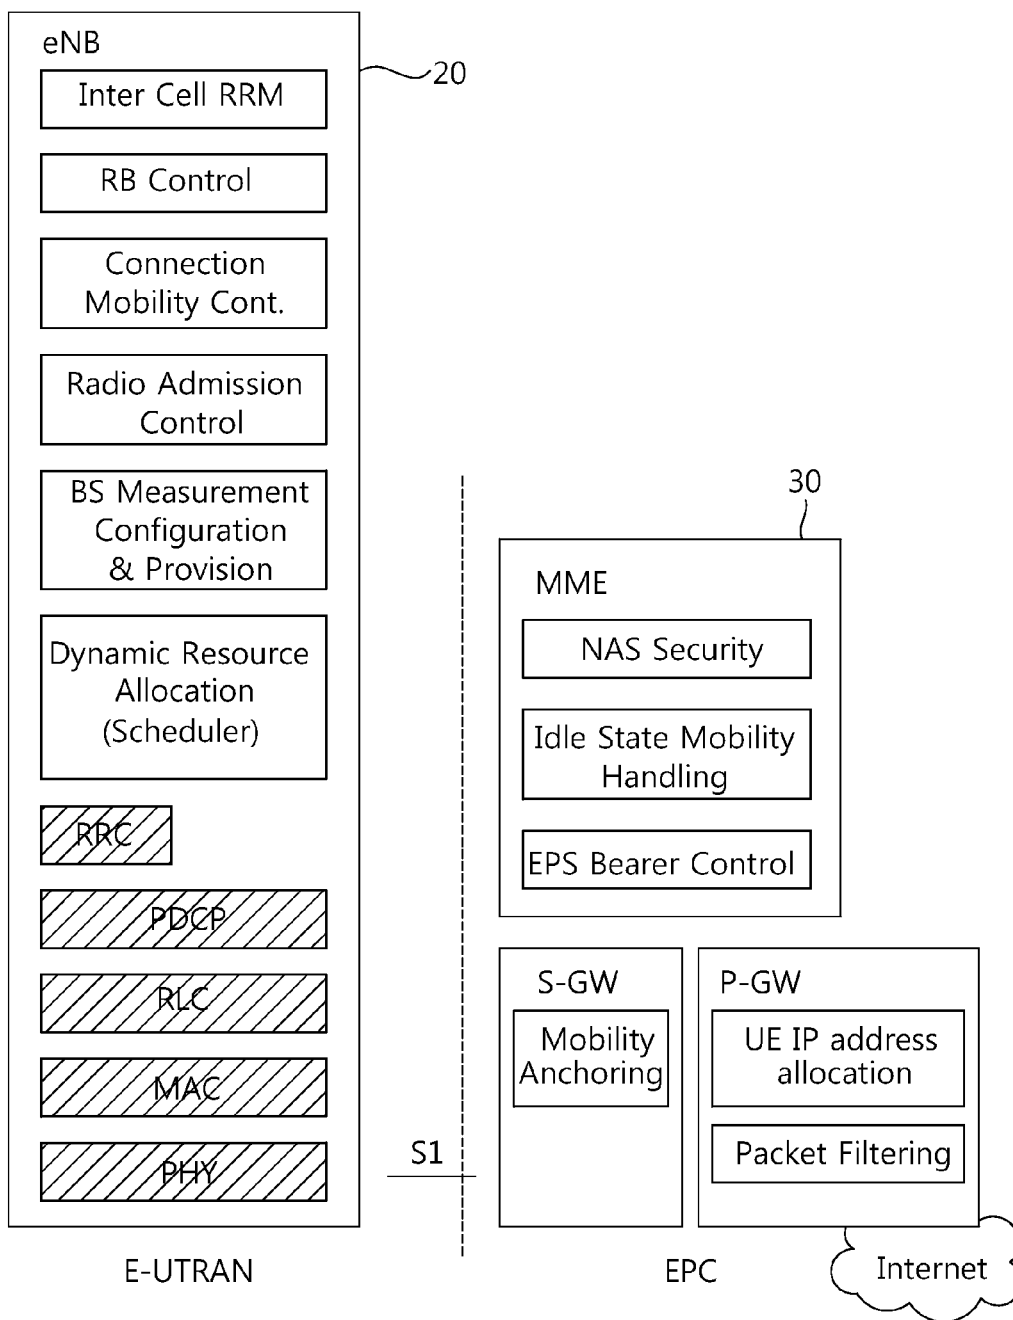 eNB
20
Inter Cell RRM
RB Control
Connection
Mobility Cont.
Radio Admission
Control
BS Measurement
Configuration
& Provision
Dynamic Resource
Allocation
(Scheduler)
RRC
PDCP
RLC
MAC
PHY
S1
E-UTRAN
30
MME
NAS Security
Idle State Mobility
Handling
EPS Bearer Control
S-GW
Mobility
Anchoring
P-GW
UE IP address
allocation
Packet Filtering
EPC
Internet